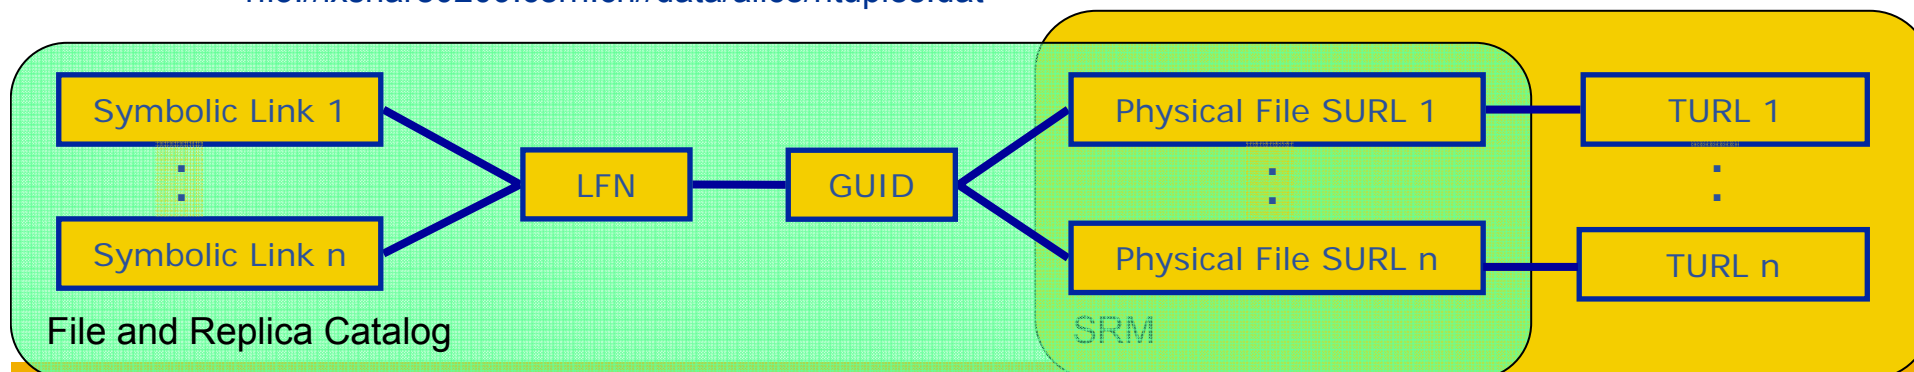 Symbolic Link 1
Physical File SURL 1
TURL 1
:
:
:
LFN
GUID
Symbolic Link n
Physical File SURL n
TURL n
File and Replica Catalog
SRM